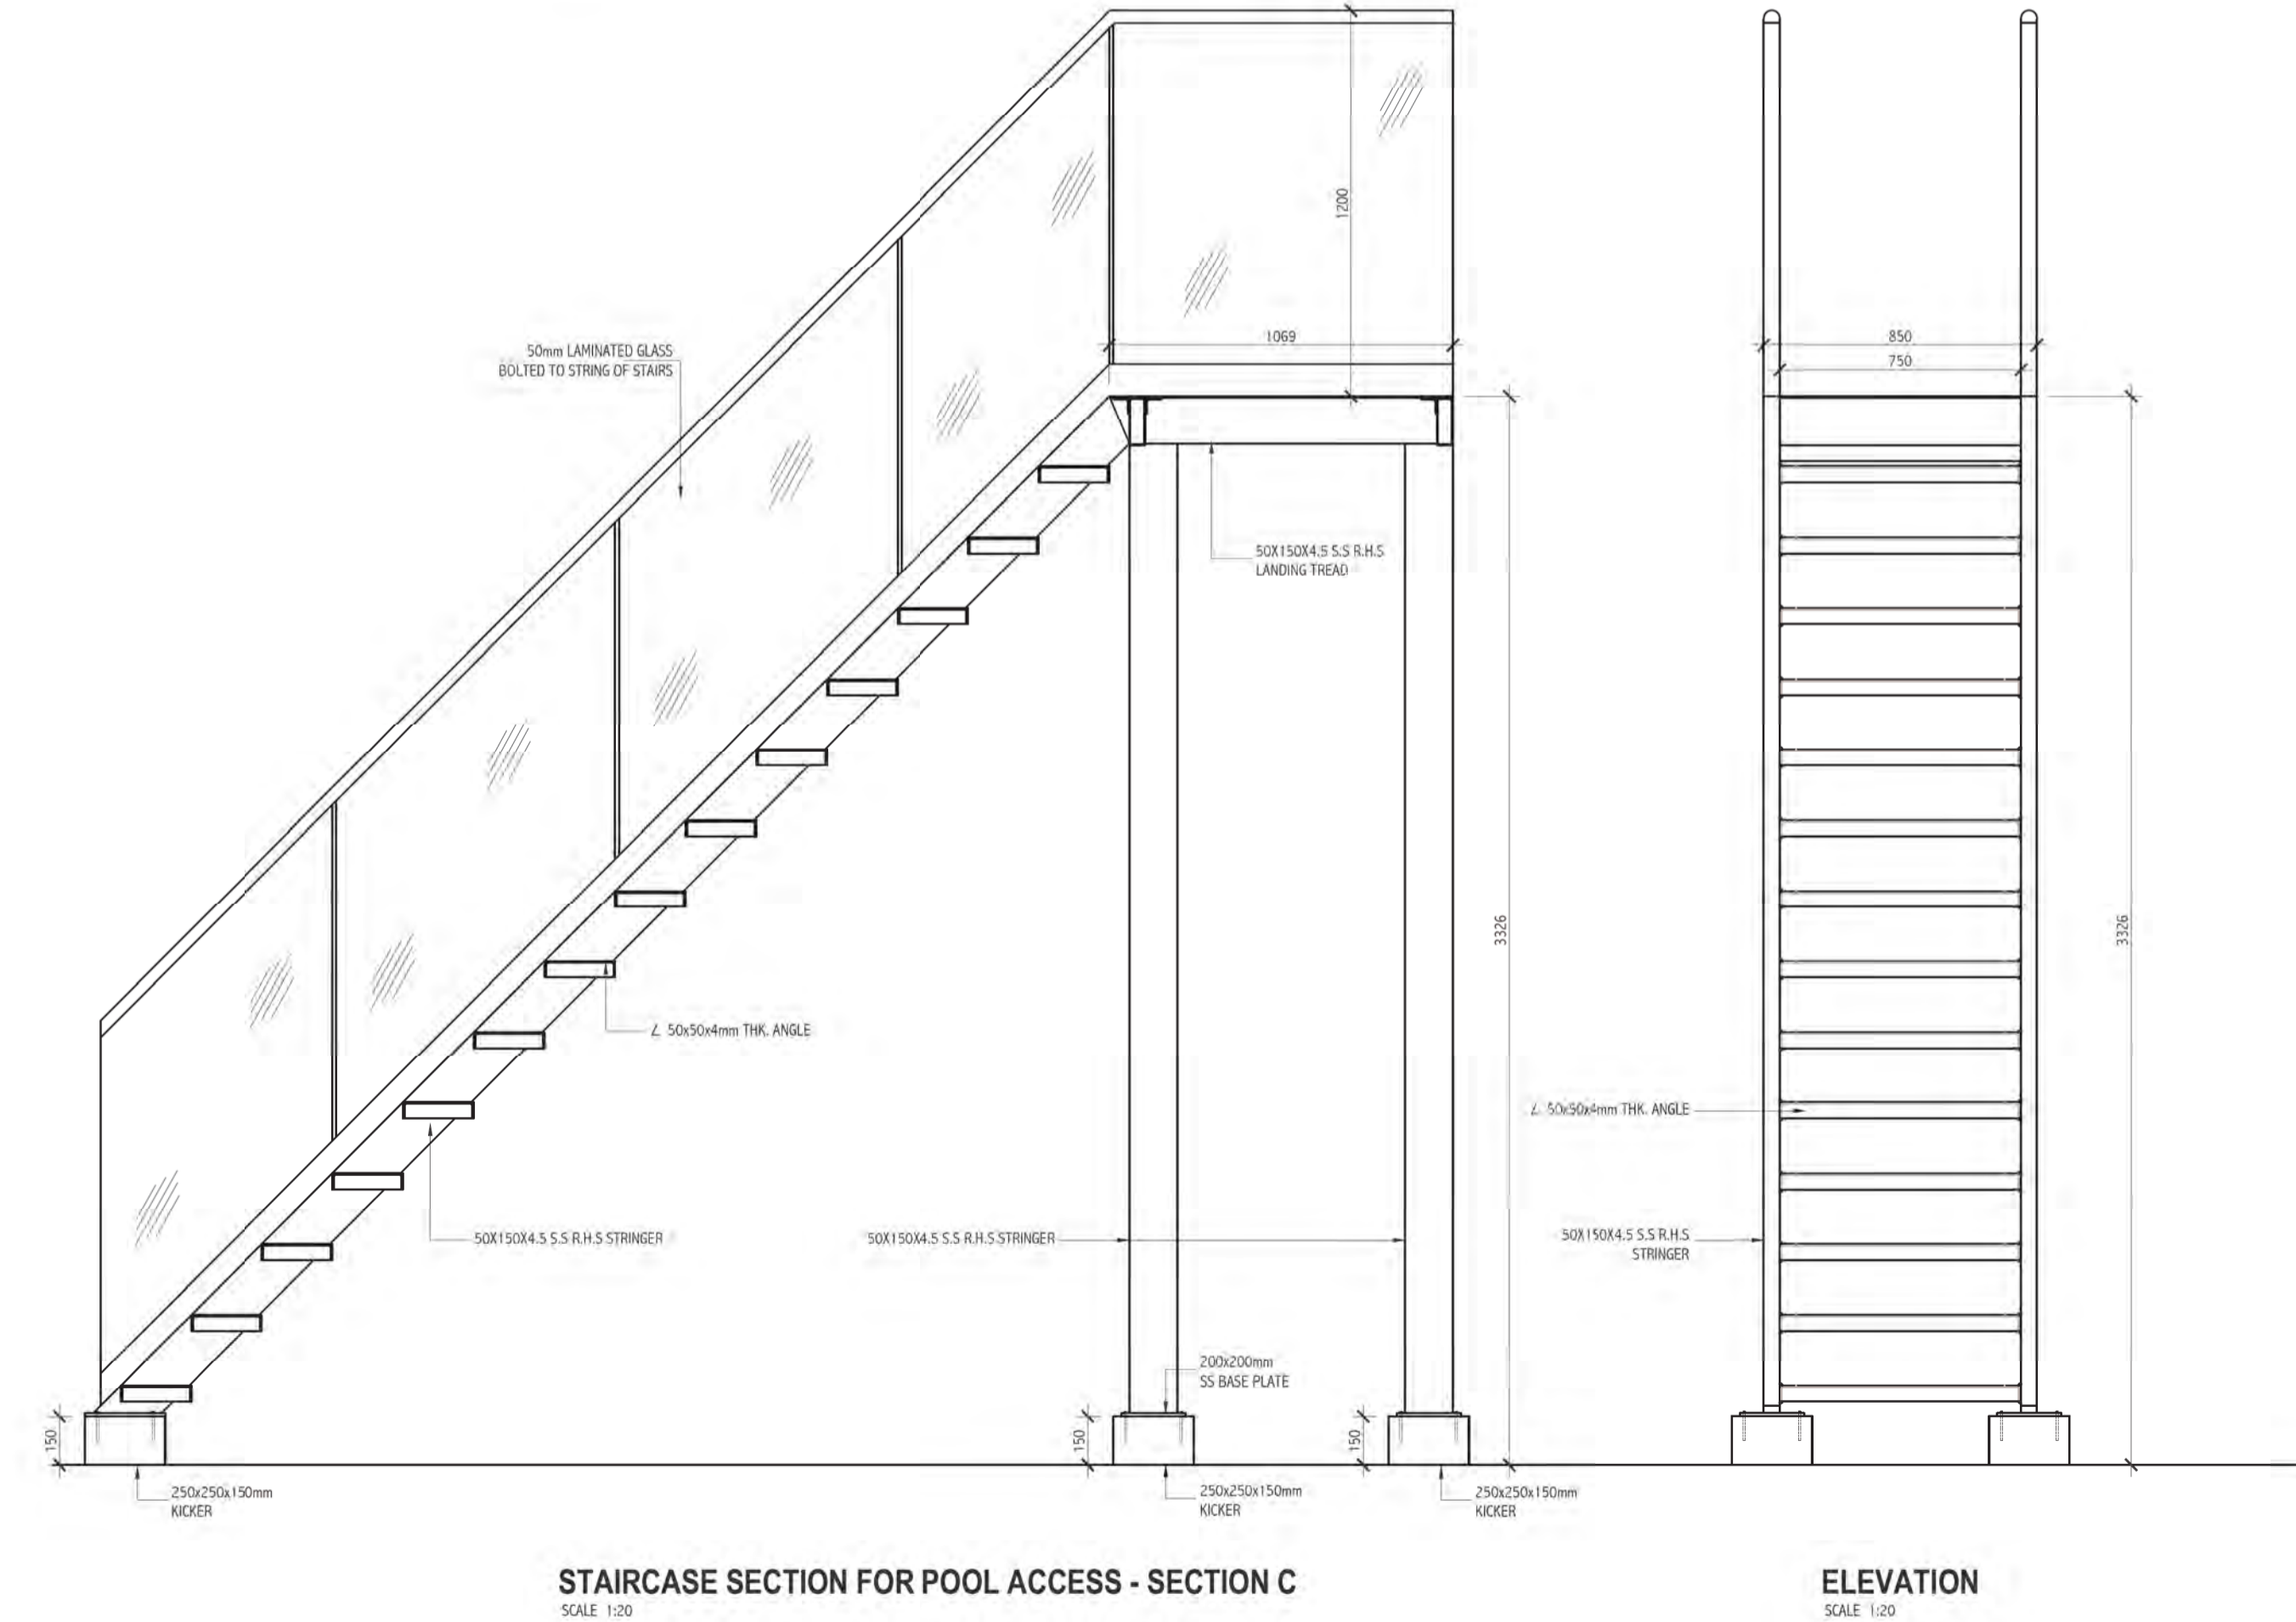 1200
1069
50mm LAMINATED GLASS
BOLTED TO STRING OF STAIRS
850
750
50X150X4.5 S.S R.H.S
LANDING TREAD
3326
3326
∠ 50x50x4mm THK. ANGLE
∠ 50x50x4mm THK. ANGLE
50X150X4.5 S.S R.H.S STRINGER
50X150X4.5 S.S R.H.S STRINGER
50X150X4.5 S.S R.H.S
STRINGER
200x200mm
SS BASE PLATE
150
150
150
250x250x150mm
KICKER
250x250x150mm
KICKER
250x250x150mm
KICKER
STAIRCASE SECTION FOR POOL ACCESS - SECTION C
SCALE 1:20
ELEVATION
SCALE 1:20